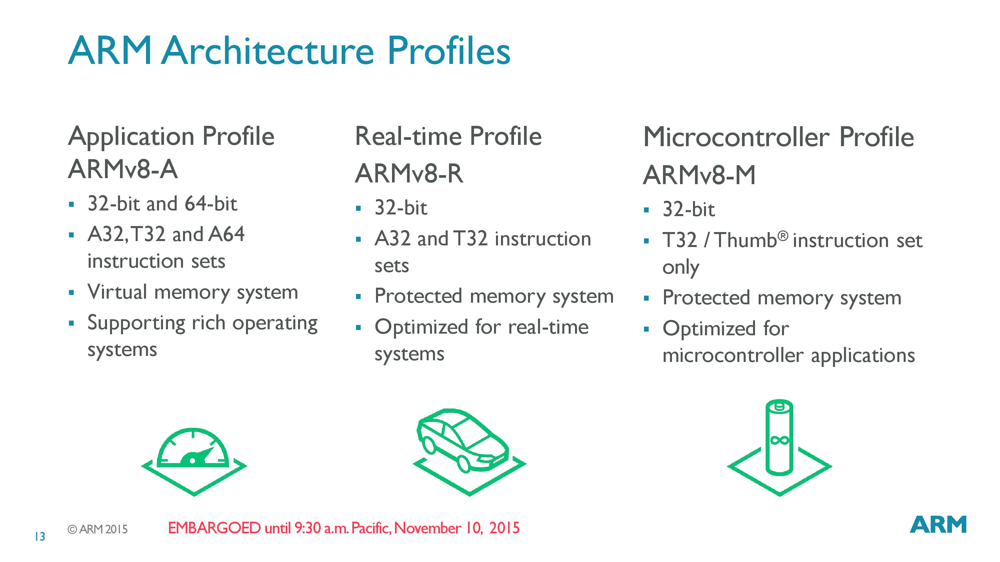 ARM Architecture Profiles
Application Profile
ARMv8-A
▪ 32-bit and 64-bit
▪ A32, T32 and A64
instruction sets
▪ Virtual memory system
▪ Supporting rich operating
systems
Real-time Profile
ARMv8-R
▪ 32-bit
▪ A32 and T32 instruction
sets
▪ Protected memory system
▪ Optimized for real-time
systems
Microcontroller Profile
ARMv8-M
▪ 32-bit
▪ T32 / Thumb® instruction set
only
▪ Protected memory system
▪ Optimized for
microcontroller applications
∞
13
© ARM 2015
EMBARGOED until 9:30 a.m. Pacific, November 10, 2015
ARM